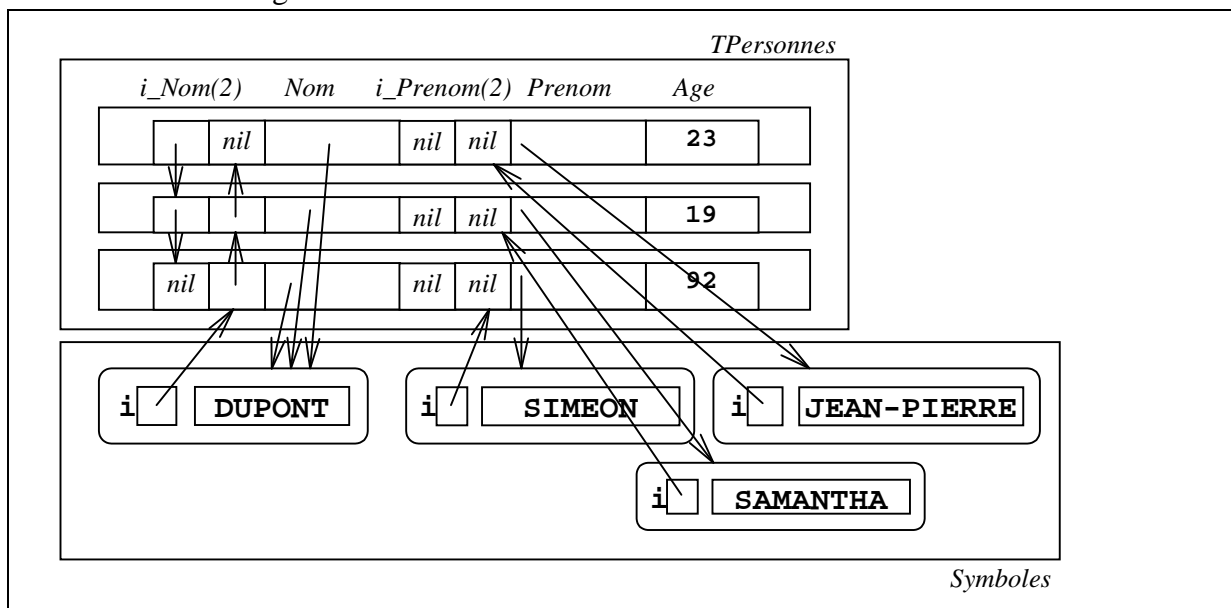 TPersonnes
i_Nom(2) Nom i_Prenom(2) Prenom Age
nil nil nil 23
nil nil 19
nil nil nil 92
i DUPONT i SIMEON i JEAN-PIERRE
i SAMANTHA
Symboles